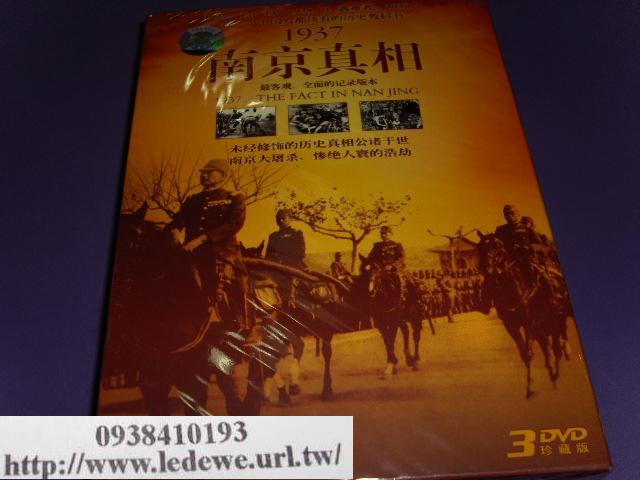 1937
南京真相
最客观、全面的记录版本
1937 THE FACT IN NAN JING
未经修饰的历史真相公诸于世
南京大屠杀，惨绝人寰的浩劫
3 DVD
珍藏版
0938410193
http://www.ledewe.url.tw/